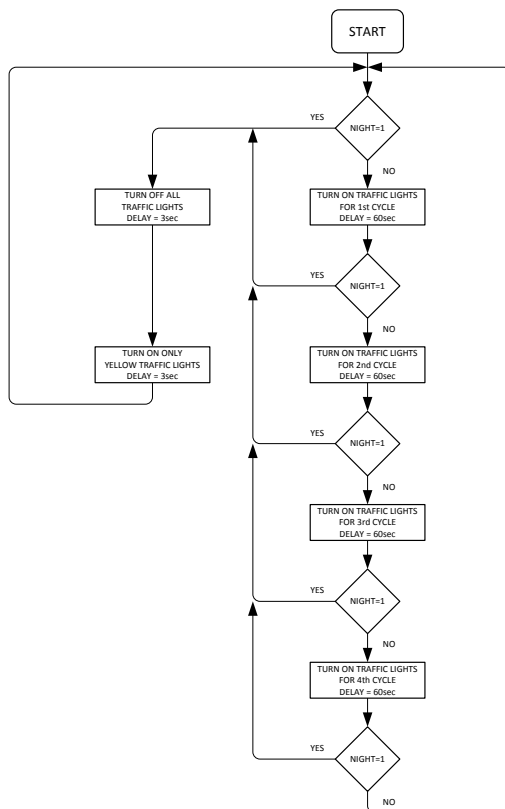 START
YES
NIGHT=1
NO
TURN OFF ALL
TRAFFIC LIGHTS
DELAY = 3sec
TURN ON TRAFFIC LIGHTS
FOR 1st CYCLE
DELAY = 60sec
YES
NIGHT=1
NO
TURN ON ONLY
YELLOW TRAFFIC LIGHTS
DELAY = 3sec
TURN ON TRAFFIC LIGHTS
FOR 2nd CYCLE
DELAY = 60sec
YES
NIGHT=1
NO
TURN ON TRAFFIC LIGHTS
FOR 3rd CYCLE
DELAY = 60sec
YES
NIGHT=1
NO
TURN ON TRAFFIC LIGHTS
FOR 4th CYCLE
DELAY = 60sec
YES
NIGHT=1
NO